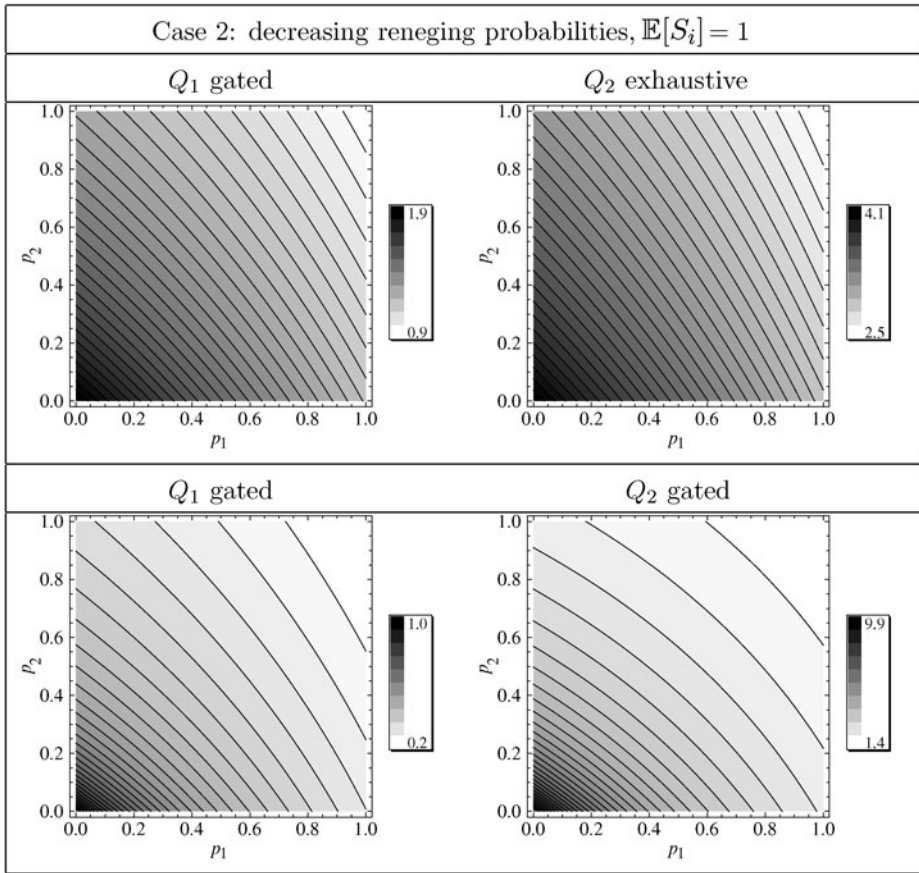 Case 2: decreasing reneging probabilities, 𝔼[S_i] = 1
Q_1 gated
Q_2 exhaustive
1.0
0.8
0.6
0.4
0.2
0.0
p_2
0.0 0.2 0.4 0.6 0.8 1.0
p_1
1.9
0.9
1.0
0.8
0.6
0.4
0.2
0.0
p_2
0.0 0.2 0.4 0.6 0.8 1.0
p_1
4.1
2.5
Q_1 gated
Q_2 gated
1.0
0.8
0.6
0.4
0.2
0.0
p_2
0.0 0.2 0.4 0.6 0.8 1.0
p_1
1.0
0.2
1.0
0.8
0.6
0.4
0.2
0.0
p_2
0.0 0.2 0.4 0.6 0.8 1.0
p_1
9.9
1.4